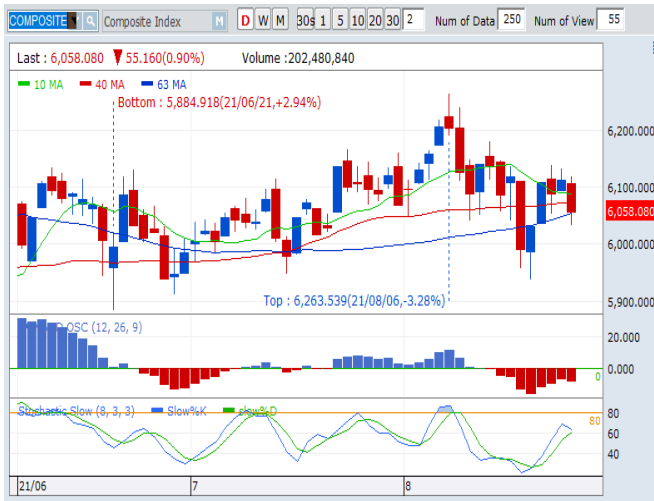 COMPOSITE Composite Index M D W M 30s 1 5 10 20 30 2 Num of Data 250 Num of View 55
Last : 6,058.080 ▼ 55.160(0.90%) Volume :202,480,840
10 MA 40 MA 63 MA
Bottom : 5,884.918(21/06/21,+2.94%)
6,200.000
6,100.000
6,058.080
6,000.000
Top : 6,263.539(21/08/06,-3.28%)
5,900.000
OSC (12, 26, 9)
20.000
0.000
0
Stochastic Slow (8, 3, 3) Slow%K slow%D
80
80
60
40
21/06 7 8